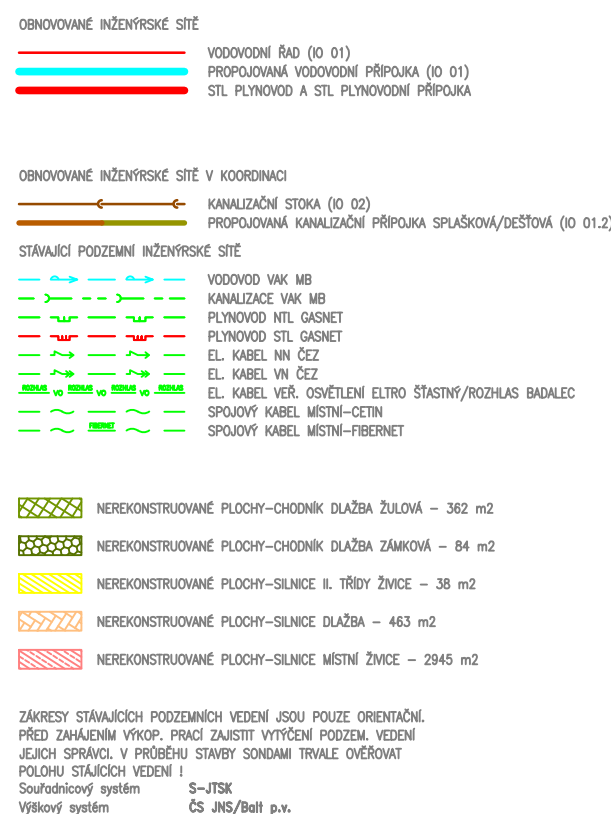 OBNOVOVANÉ INŽENÝRSKÉ SÍTĚ
VODOVODNÍ ŘAD (IO 01)
PROPOJOVANÁ VODOVODNÍ PŘÍPOJKA (IO 01)
STL PLYNOVOD A STL PLYNOVODNÍ PŘÍPOJKA
OBNOVOVANÉ INŽENÝRSKÉ SÍTĚ V KOORDINACI
KANALIZAČNÍ STOKA (IO 02)
PROPOJOVANÁ KANALIZAČNÍ PŘÍPOJKA SPLAŠKOVÁ/DEŠŤOVÁ (IO 01.2)
STÁVAJÍCÍ PODZEMNÍ INŽENÝRSKÉ SÍTĚ
VODOVOD VAK MB
KANALIZACE VAK MB
PLYNOVOD NTL GASNET
PLYNOVOD STL GASNET
EL. KABEL NN ČEZ
EL. KABEL VN ČEZ
ROZHLAS VO ROZHLAS VO ROZHLAS VO ROZHLAS EL. KABEL VEŘ. OSVĚTLENÍ ELTRO ŠŤASTNÝ/ROZHLAS BADALEC
SPOJOVÝ KABEL MÍSTNÍ-CETIN
FIBERNET SPOJOVÝ KABEL MÍSTNÍ-FIBERNET
NEREKONSTRUOVANÉ PLOCHY-CHODNÍK DLAŽBA ŽULOVÁ - 362 m2
NEREKONSTRUOVANÉ PLOCHY-CHODNÍK DLAŽBA ZÁMKOVÁ - 84 m2
NEREKONSTRUOVANÉ PLOCHY-SILNICE II. TŘÍDY ŽIVICE - 38 m2
NEREKONSTRUOVANÉ PLOCHY-SILNICE DLAŽBA - 463 m2
NEREKONSTRUOVANÉ PLOCHY-SILNICE MÍSTNÍ ŽIVICE - 2945 m2
ZÁKRESY STÁVAJÍCÍCH PODZEMNÍCH VEDENÍ JSOU POUZE ORIENTAČNÍ.
PŘED ZAHÁJENÍM VÝKOP. PRACÍ ZAJISTIT VYTÝČENÍ PODZEM. VEDENÍ
JEJICH SPRÁVCI. V PRŮBĚHU STAVBY SONDAMI TRVALE OVĚŘOVAT
POLOHU STÁJÍCÍCH VEDENÍ !
Souřadnicový systém S-JTSK
Výškový systém ČS JNS/Balt p.v.